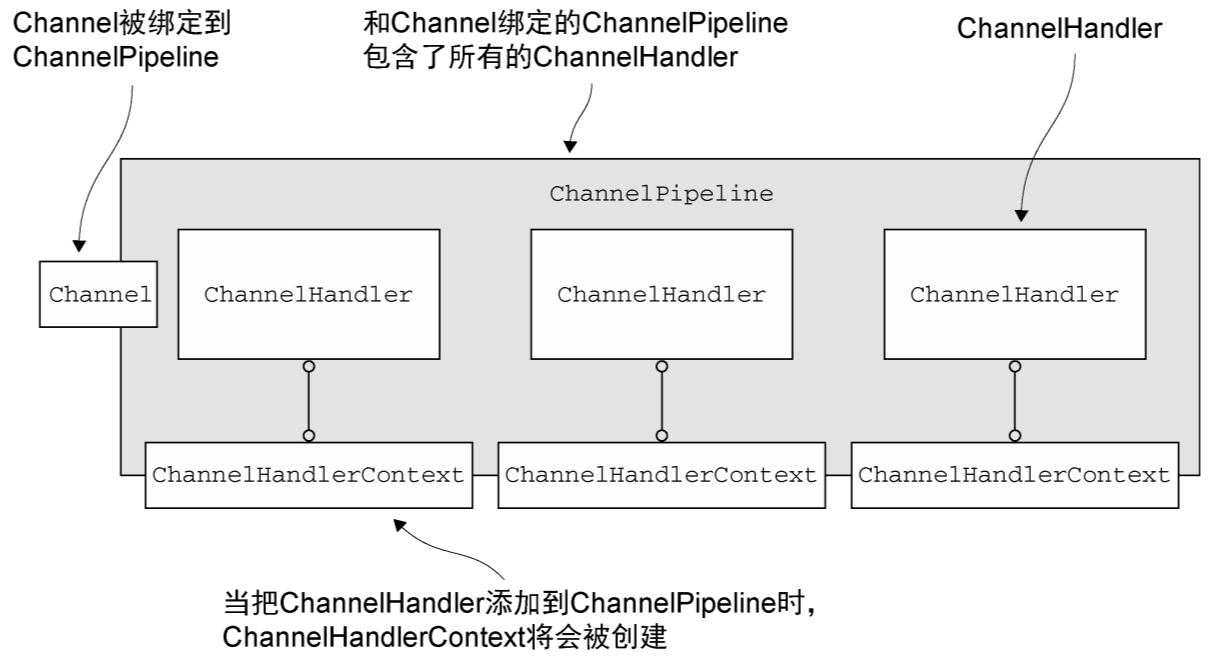 Channel被绑定到
ChannelPipeline
和Channel绑定的ChannelPipeline
包含了所有的ChannelHandler
ChannelHandler
ChannelPipeline
Channel
ChannelHandler
ChannelHandler
ChannelHandler
ChannelHandlerContext
ChannelHandlerContext
ChannelHandlerContext
当把ChannelHandler添加到ChannelPipeline时，
ChannelHandlerContext将会被创建